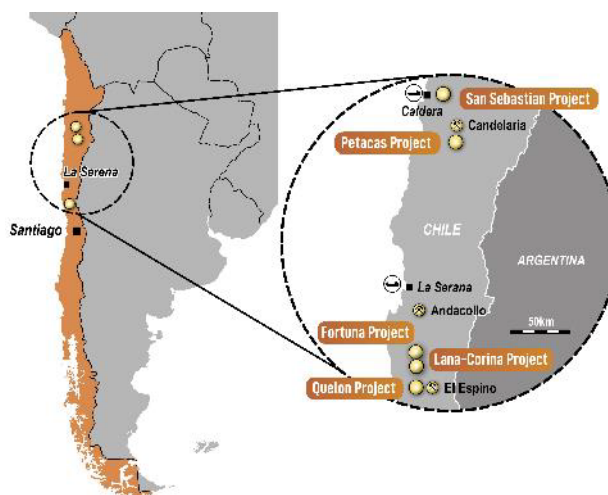 La Serena
Santiago
San Sebastian Project
Caldera
Candelaria
Petacas Project
CHILE
ARGENTINA
La Serana
Andacollo
50km
Fortuna Project
Lana-Corina Project
Quelon Project
El Espino